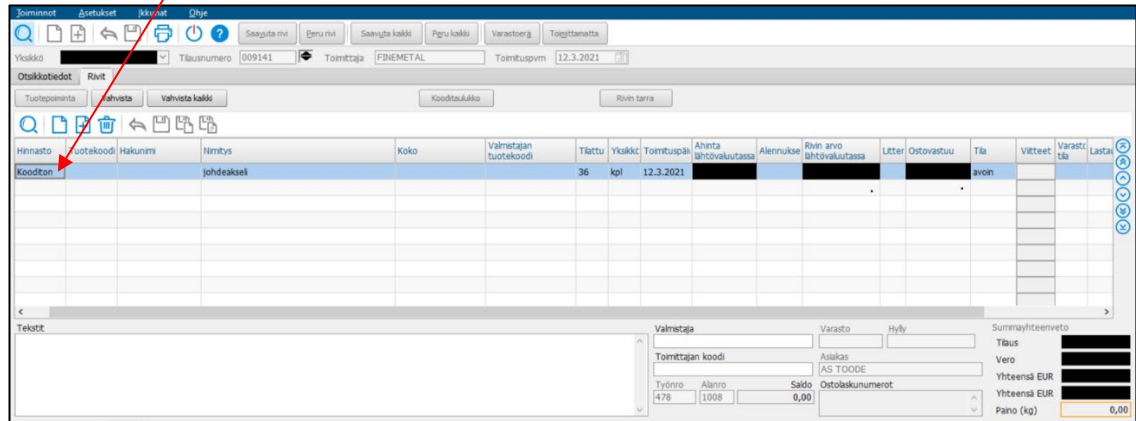 Toiminnot Asetukset Ikkunat Ohje
Saavuta rivi Peru rivi Saavuta kaikki Peru kaikki Varastoerä Toimittamatta
Yksikkö Tilausnumero 009141 Toimittaja FINEMETAL Toimituspvm 12.3.2021
Otsikkotiedot Rivit
Tuotepoiminta Vahvista Vahvista kaikki Kooditaulukko Rivin tarra
Hinnasto Tuotekoodi Hakunimi Nimitys Koko Valmistajan tuotekoodi Tilattu Yksikkö Toimituspäi Ahinta lähtövaluutassa Alennukse Rivin arvo lähtövaluutassa Litter Ostovastuu Tila Viitteet Varasto tila Lastau
Kooditon johdeakseli 36 kpl 12.3.2021 avoin
Tekstit Valmistaja Varasto Hylly Summayhteenveto
Tilaus
Toimittajan koodi Asiakas Vero
AS TOODE Yhteensä EUR
Työnro Alanro Saldo Ostolaskunumerot Yhteensä EUR
478 1008 0,00 Paino (kg) 0,00